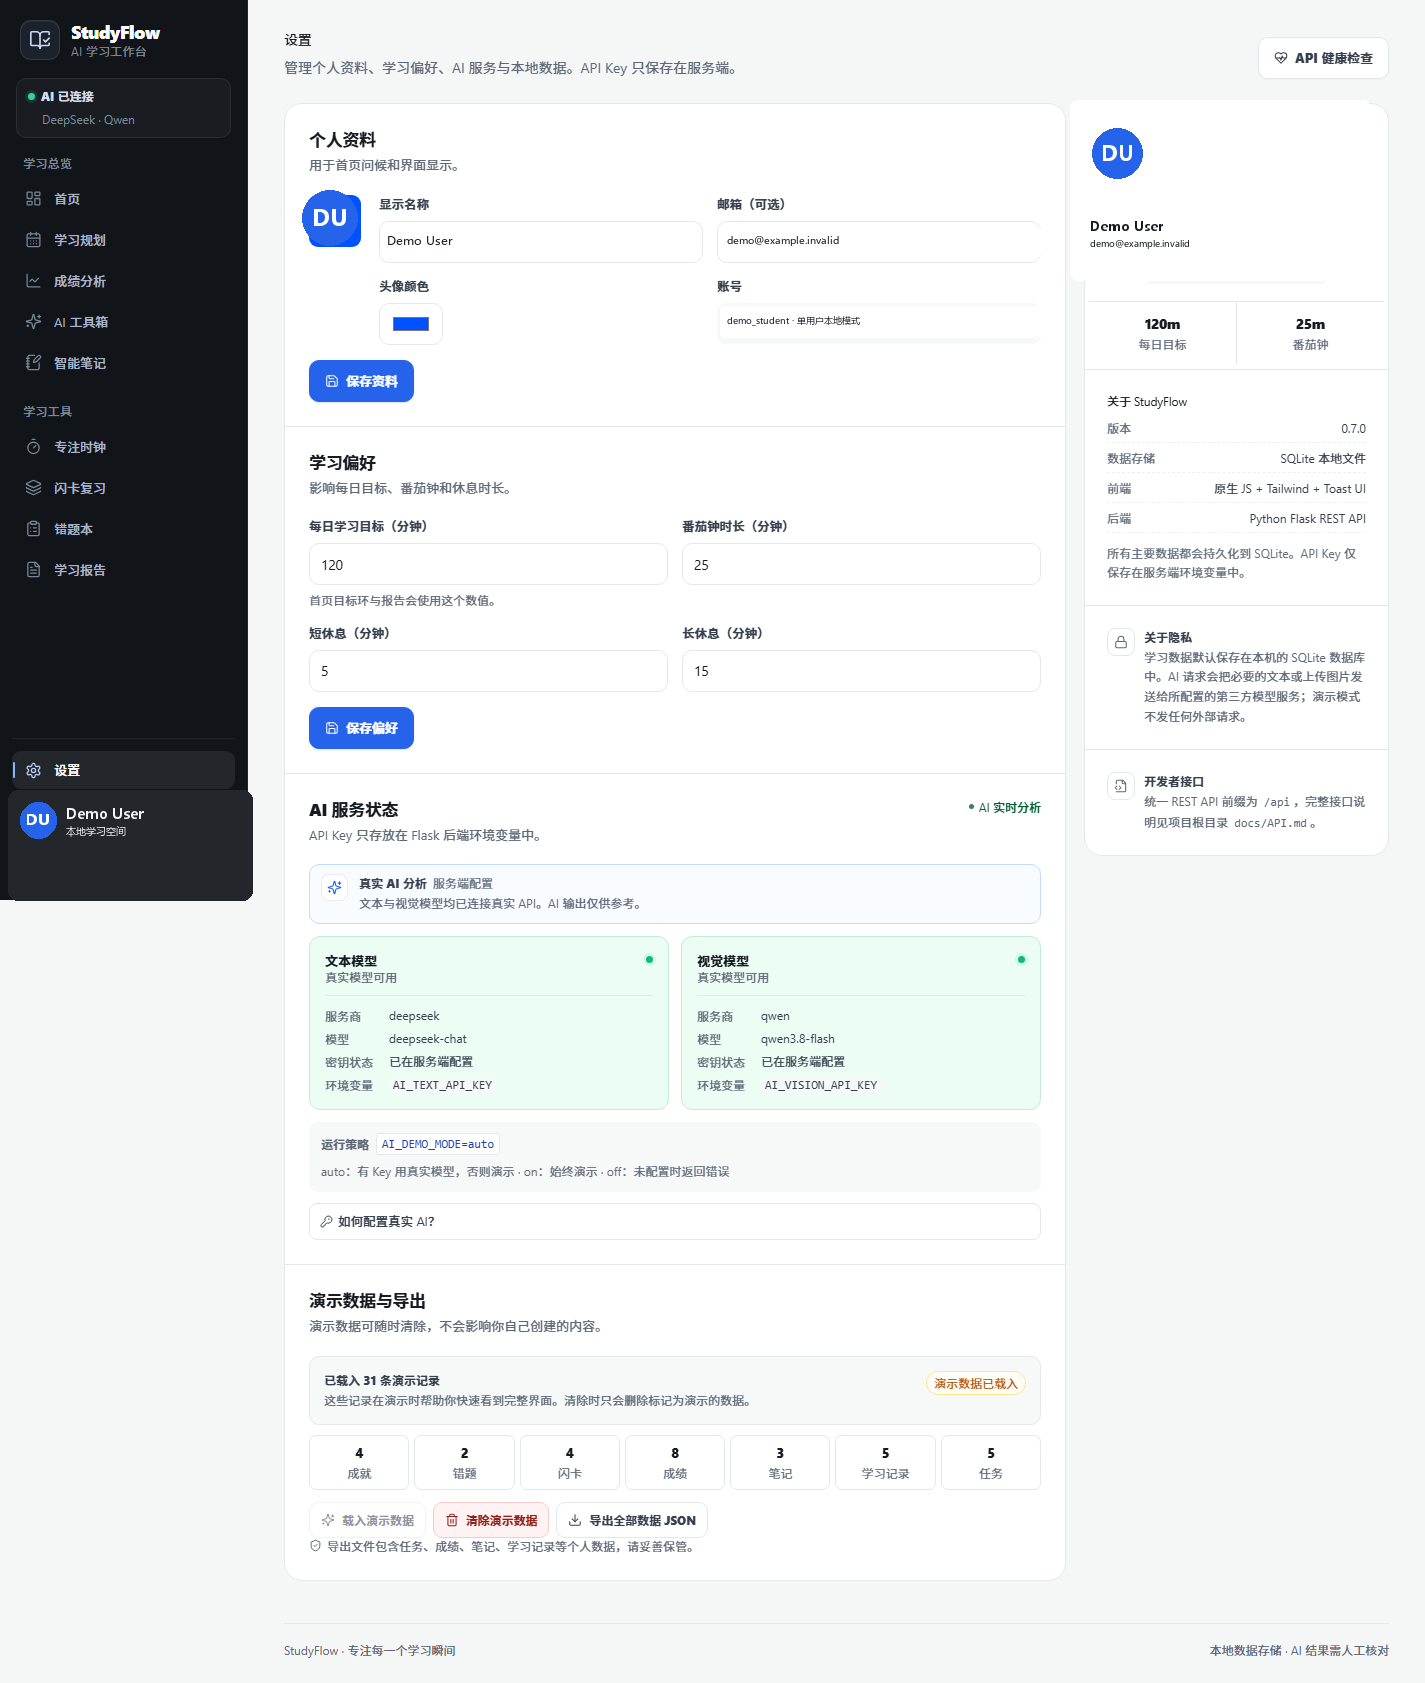 StudyFlow
AI 学习工作台
AI 已连接
DeepSeek · Qwen
学习总览
首页
学习规划
成绩分析
AI 工具箱
智能笔记
学习工具
专注时钟
闪卡复习
错题本
学习报告
设置
DU
Demo User
本地学习空间
设置
管理个人资料、学习偏好、AI 服务与本地数据。API Key 只保存在服务端。
API 健康检查
个人资料
用于首页问候和界面显示。
DU
显示名称
Demo User
邮箱（可选）
demo@example.invalid
头像颜色
账号
demo_student · 单用户本地模式
保存资料
学习偏好
影响每日目标、番茄钟和休息时长。
每日学习目标（分钟）
120
首页目标环与报告会使用这个数值。
番茄钟时长（分钟）
25
短休息（分钟）
5
长休息（分钟）
15
保存偏好
AI 服务状态
API Key 只存放在 Flask 后端环境变量中。
AI 实时分析
真实 AI 分析 服务端配置
文本与视觉模型均已连接真实 API。AI 输出仅供参考。
文本模型
真实模型可用
服务商 deepseek
模型 deepseek-chat
密钥状态 已在服务端配置
环境变量 AI_TEXT_API_KEY
视觉模型
真实模型可用
服务商 qwen
模型 qwen3.8-flash
密钥状态 已在服务端配置
环境变量 AI_VISION_API_KEY
运行策略 AI_DEMO_MODE=auto
auto：有 Key 用真实模型，否则演示 · on：始终演示 · off：未配置时返回错误
如何配置真实 AI?
演示数据与导出
演示数据可随时清除，不会影响你自己创建的内容。
已载入 31 条演示记录
这些记录在演示时帮助你快速看到完整界面。清除时只会删除标记为演示的数据。
演示数据已载入
4
成就
2
错题
4
闪卡
8
成绩
3
笔记
5
学习记录
5
任务
载入演示数据
清除演示数据
导出全部数据 JSON
导出文件包含任务、成绩、笔记、学习记录等个人数据，请妥善保管。
DU
Demo User
demo@example.invalid
120m
每日目标
25m
番茄钟
关于 StudyFlow
版本 0.7.0
数据存储 SQLite 本地文件
前端 原生 JS + Tailwind + Toast UI
后端 Python Flask REST API
所有主要数据都会持久化到 SQLite。API Key 仅
保存在服务端环境变量中。
关于隐私
学习数据默认保存在本机的 SQLite 数据库
中。AI 请求会把必要的文本或上传图片发
送给所配置的第三方模型服务；演示模式
不发任何外部请求。
开发者接口
统一 REST API 前缀为 /api，完整接口说
明见项目根目录 docs/API.md。
StudyFlow · 专注每一个学习瞬间
本地数据存储 · AI 结果需人工核对